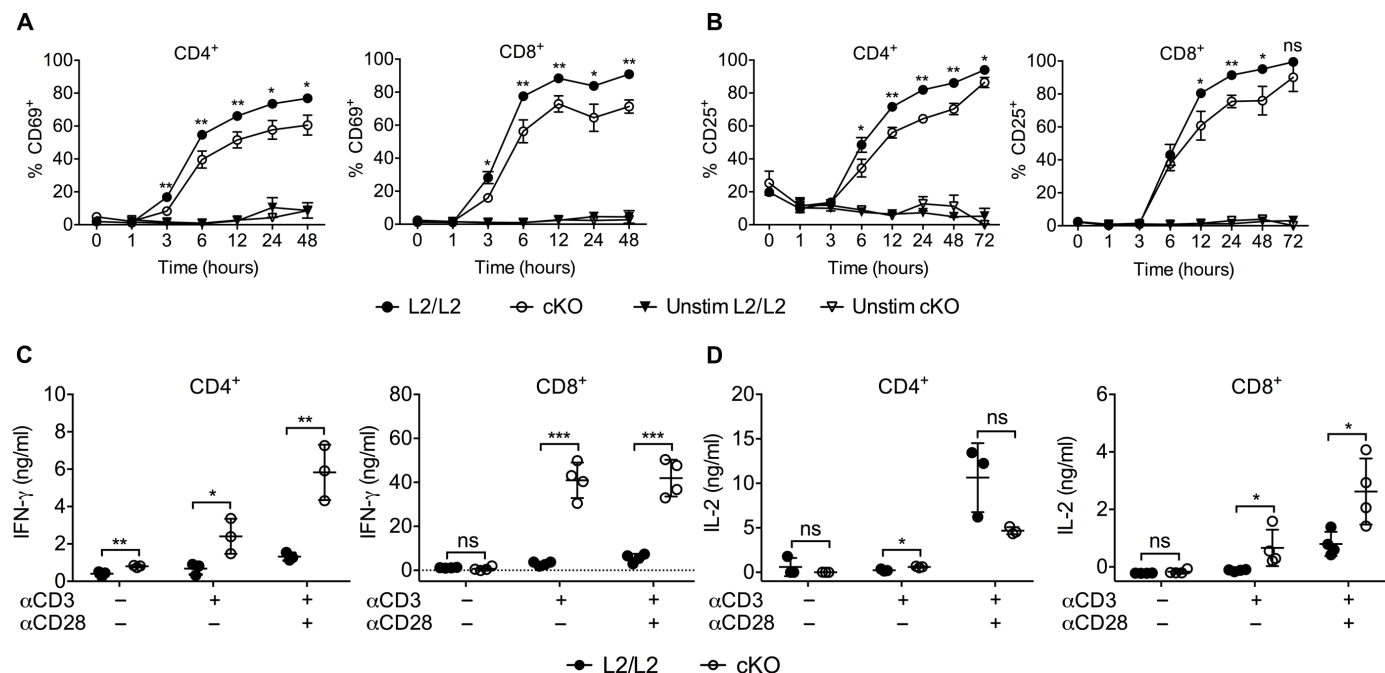 A
CD4+
% CD69+
100
80
60
40
20
0
** ** ** * *
0 1 3 6 12 24 48
Time (hours)
CD8+
% CD69+
100
80
60
40
20
0
* ** ** * **
0 1 3 6 12 24 48
Time (hours)
B
CD4+
% CD25+
100
80
60
40
20
0
* ** ** ** *
0 1 3 6 12 24 48 72
Time (hours)
CD8+
% CD25+
100
80
60
40
20
0
* ** * ns
0 1 3 6 12 24 48 72
Time (hours)
L2/L2 cKO Unstim L2/L2 Unstim cKO
C
CD4+
IFN-γ (ng/ml)
10
8
6
4
2
0
** * **
αCD3 – + +
αCD28 – – +
CD8+
IFN-γ (ng/ml)
80
60
40
20
0
ns *** ***
– + +
– – +
D
CD4+
IL-2 (ng/ml)
20
15
10
5
0
ns * ns
αCD3 – + +
αCD28 – – +
CD8+
IL-2 (ng/ml)
6
4
2
0
ns * *
– + +
– – +
L2/L2 cKO